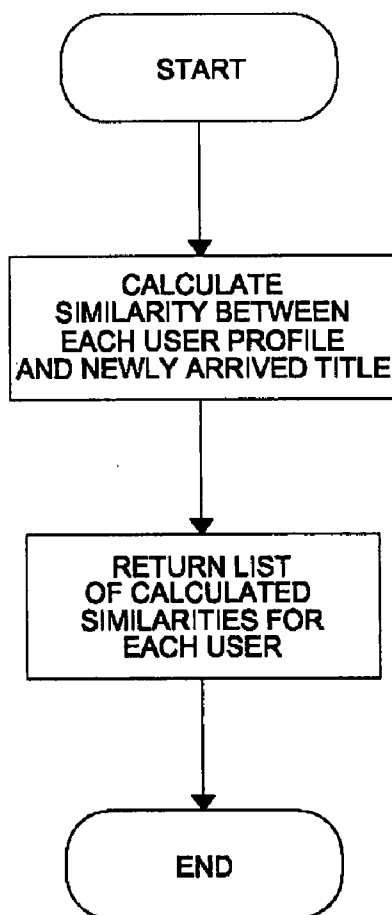 START
CALCULATE
SIMILARITY BETWEEN
EACH USER PROFILE
AND NEWLY ARRIVED TITLE
RETURN LIST
OF CALCULATED
SIMILARITIES FOR
EACH USER
END